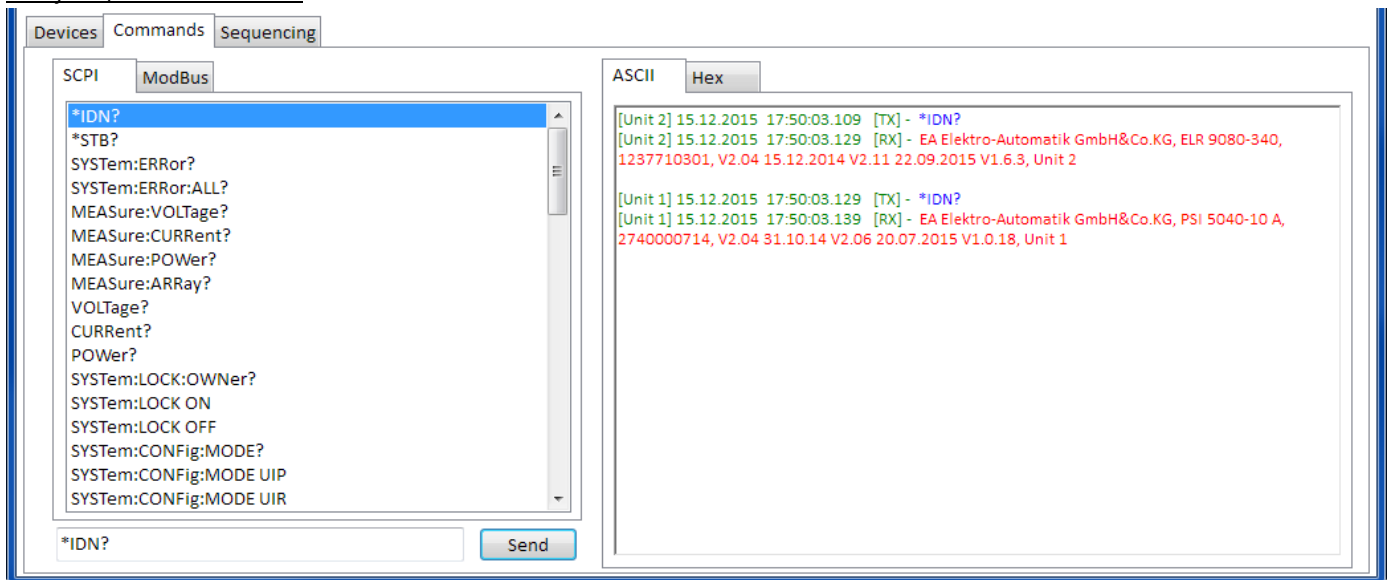 Devices Commands Sequencing
SCPI ModBus
*IDN?
*STB?
SYSTem:ERRor?
SYSTem:ERRor:ALL?
MEASure:VOLTage?
MEASure:CURRent?
MEASure:POWer?
MEASure:ARRay?
VOLTage?
CURRent?
POWer?
SYSTem:LOCK:OWNer?
SYSTem:LOCK ON
SYSTem:LOCK OFF
SYSTem:CONFig:MODE?
SYSTem:CONFig:MODE UIP
SYSTem:CONFig:MODE UIR
*IDN?
Send
ASCII Hex
[Unit 2] 15.12.2015 17:50:03.109 [TX] - *IDN?
[Unit 2] 15.12.2015 17:50:03.129 [RX] - EA Elektro-Automatik GmbH&Co.KG, ELR 9080-340,
1237710301, V2.04 15.12.2014 V2.11 22.09.2015 V1.6.3, Unit 2
[Unit 1] 15.12.2015 17:50:03.129 [TX] - *IDN?
[Unit 1] 15.12.2015 17:50:03.139 [RX] - EA Elektro-Automatik GmbH&Co.KG, PSI 5040-10 A,
2740000714, V2.04 31.10.14 V2.06 20.07.2015 V1.0.18, Unit 1